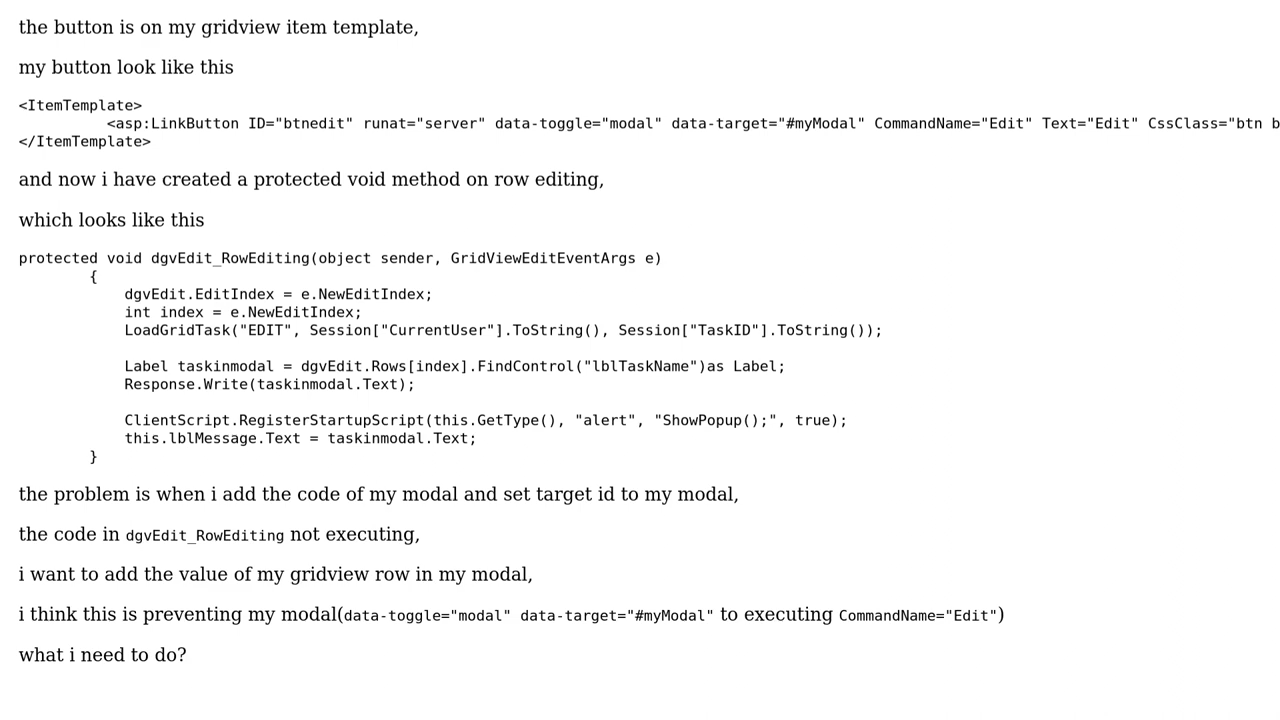 the button is on my gridview item template,
my button look like this
<ItemTemplate>
<asp:LinkButton ID="btnedit" runat="server" data-toggle="modal" data-target="#myModal" CommandName="Edit" Text="Edit" CssClass="btn b
</ItemTemplate>
and now i have created a protected void method on row editing,
which looks like this
protected void dgvEdit_RowEditing(object sender, GridViewEditEventArgs e)
{
dgvEdit.EditIndex = e.NewEditIndex;
int index = e.NewEditIndex;
LoadGridTask("EDIT", Session["CurrentUser"].ToString(), Session["TaskID"].ToString());
Label taskinmodal = dgvEdit.Rows[index].FindControl("lblTaskName")as Label;
Response.Write(taskinmodal.Text);
ClientScript.RegisterStartupScript(this.GetType(), "alert", "ShowPopup();", true);
this.lblMessage.Text = taskinmodal.Text;
}
the problem is when i add the code of my modal and set target id to my modal,
the code in dgvEdit_RowEditing not executing,
i want to add the value of my gridview row in my modal,
i think this is preventing my modal(data-toggle="modal" data-target="#myModal" to executing CommandName="Edit")
what i need to do?